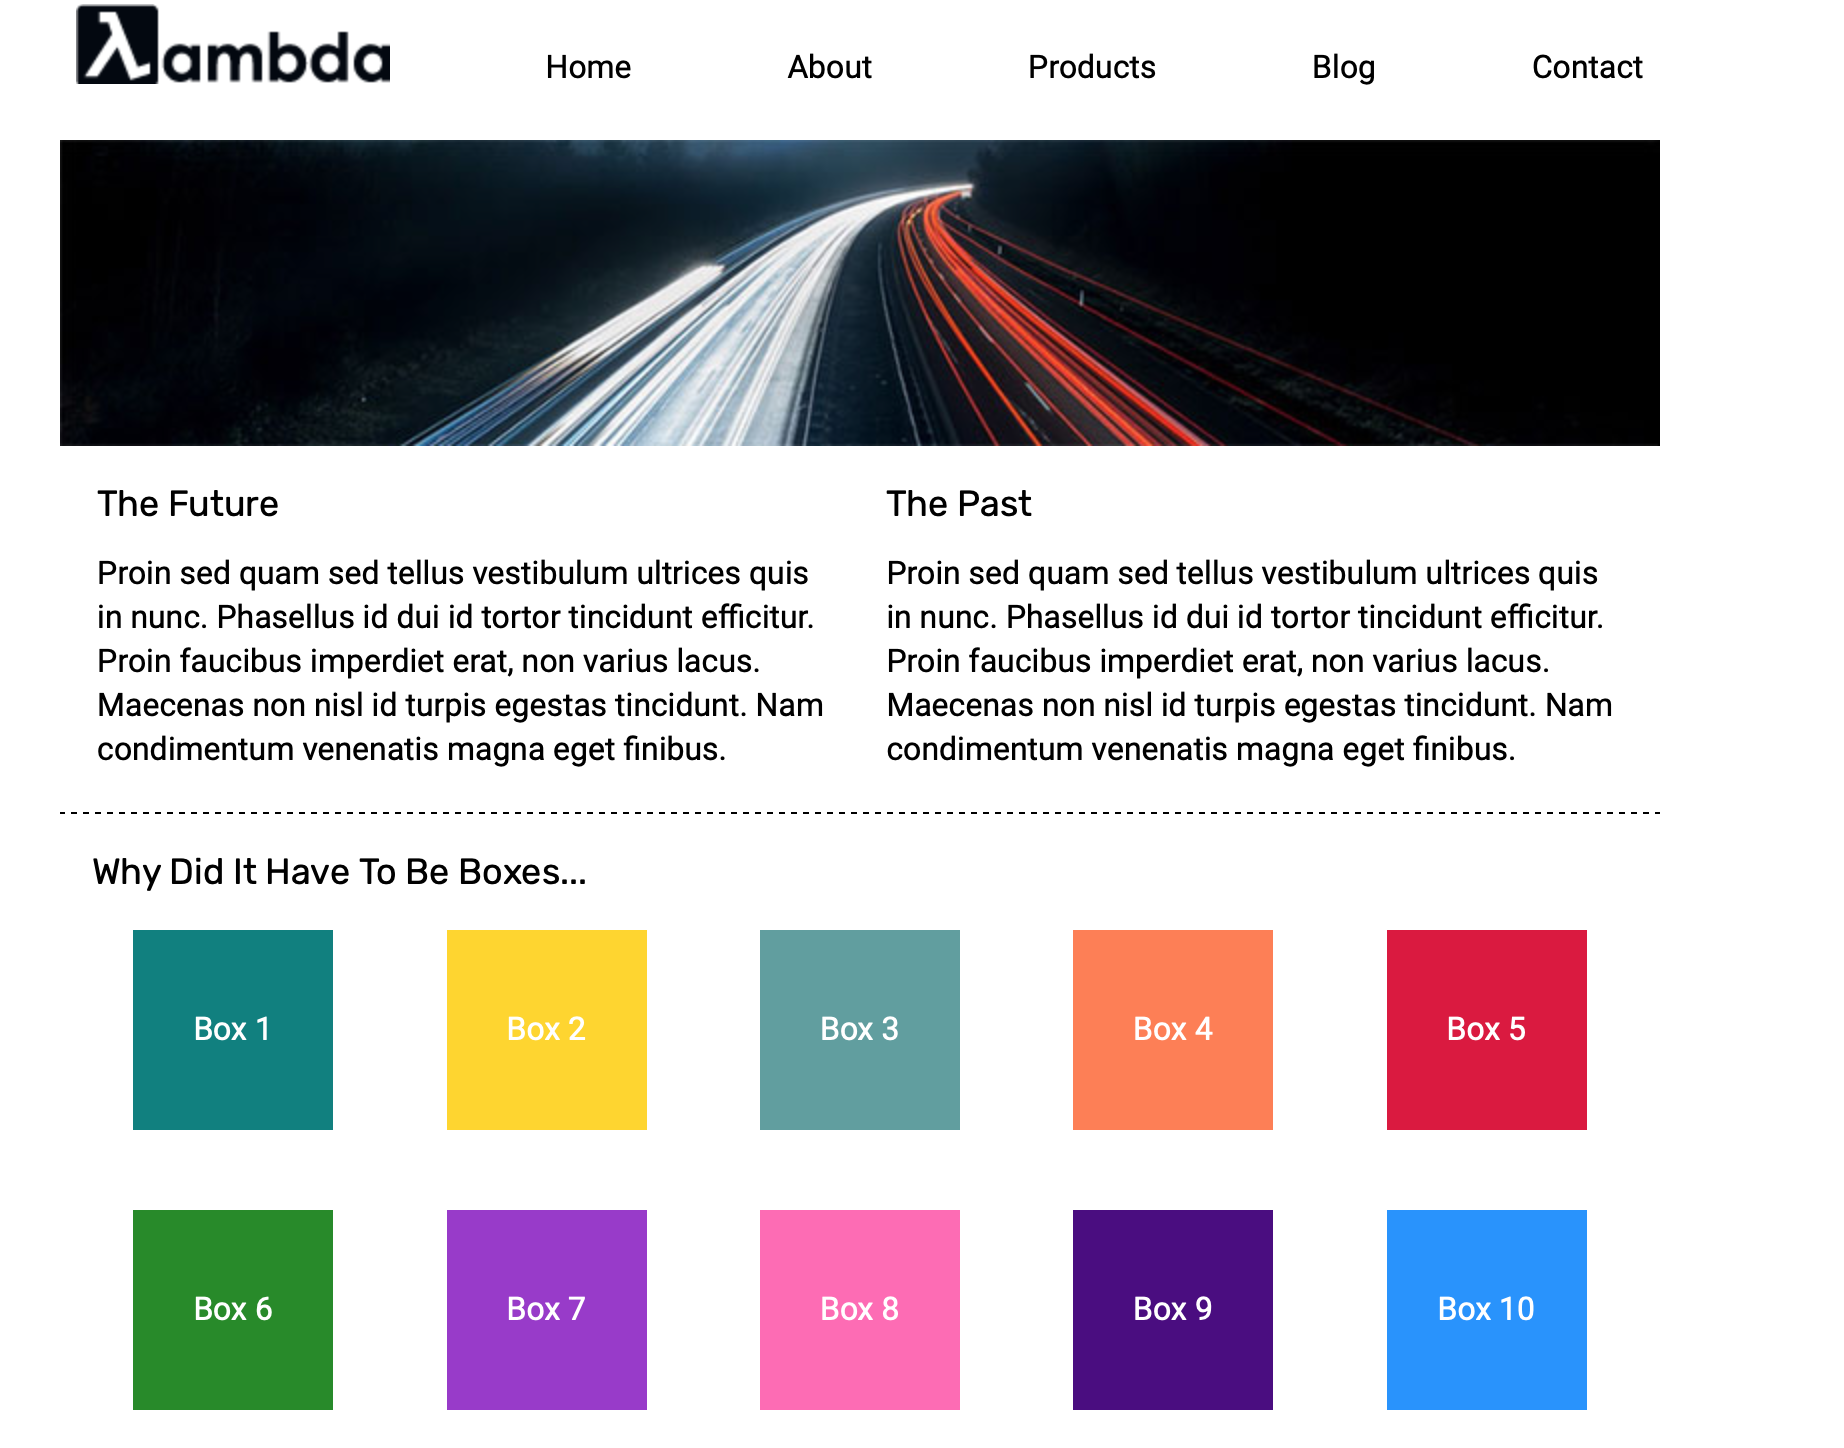 λambda
Home About Products Blog Contact
The Future
Proin sed quam sed tellus vestibulum ultrices quis
in nunc. Phasellus id dui id tortor tincidunt efficitur.
Proin faucibus imperdiet erat, non varius lacus.
Maecenas non nisl id turpis egestas tincidunt. Nam
condimentum venenatis magna eget finibus.
The Past
Proin sed quam sed tellus vestibulum ultrices quis
in nunc. Phasellus id dui id tortor tincidunt efficitur.
Proin faucibus imperdiet erat, non varius lacus.
Maecenas non nisl id turpis egestas tincidunt. Nam
condimentum venenatis magna eget finibus.
Why Did It Have To Be Boxes...
Box 1 Box 2 Box 3 Box 4 Box 5
Box 6 Box 7 Box 8 Box 9 Box 10